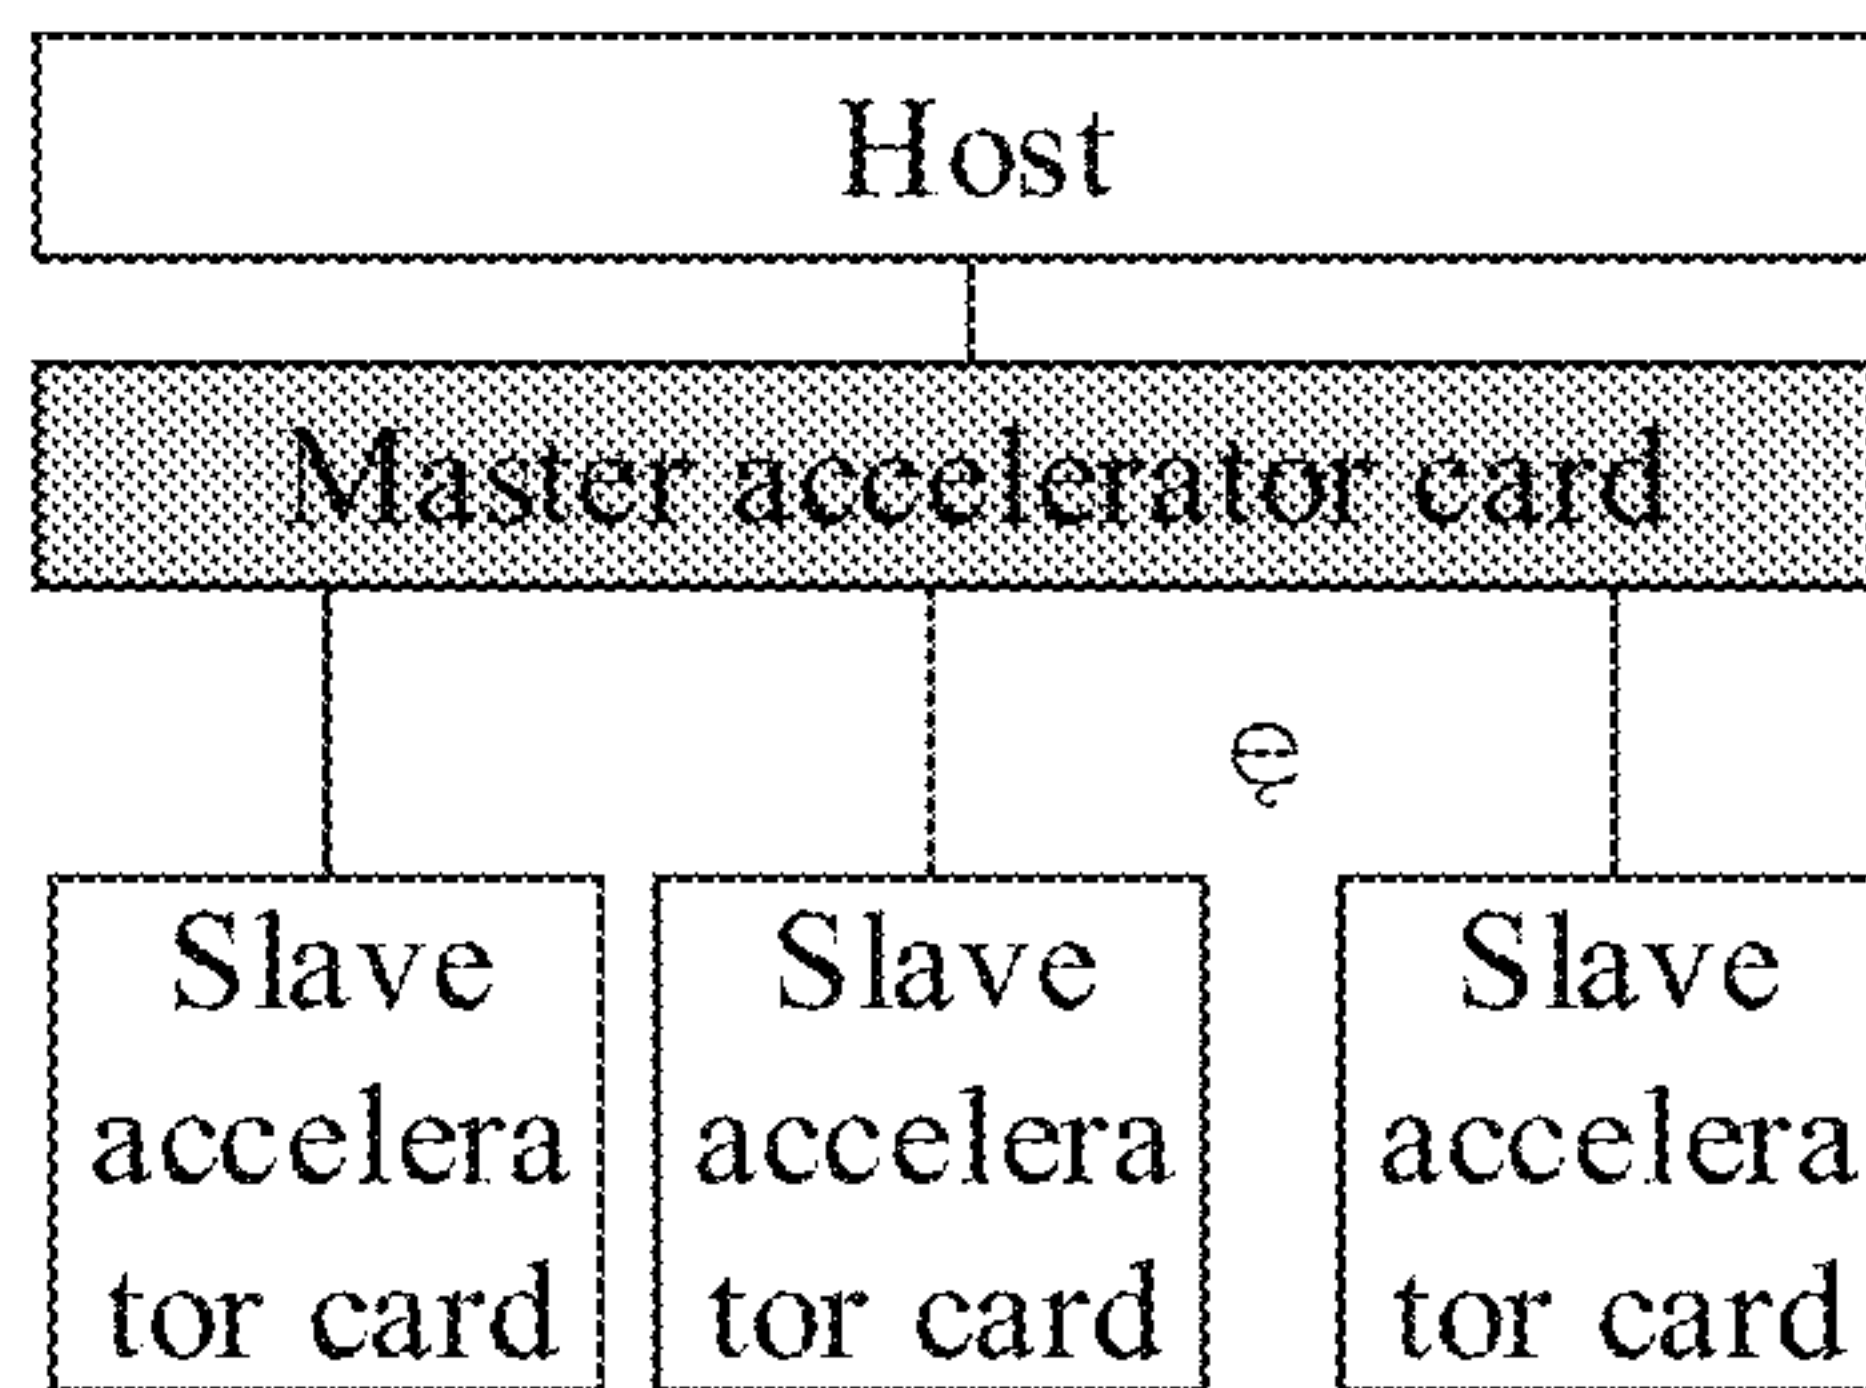 Host
Master accelerator card
Slave
accelera
tor card
Slave
accelera
tor card
Slave
accelera
tor card